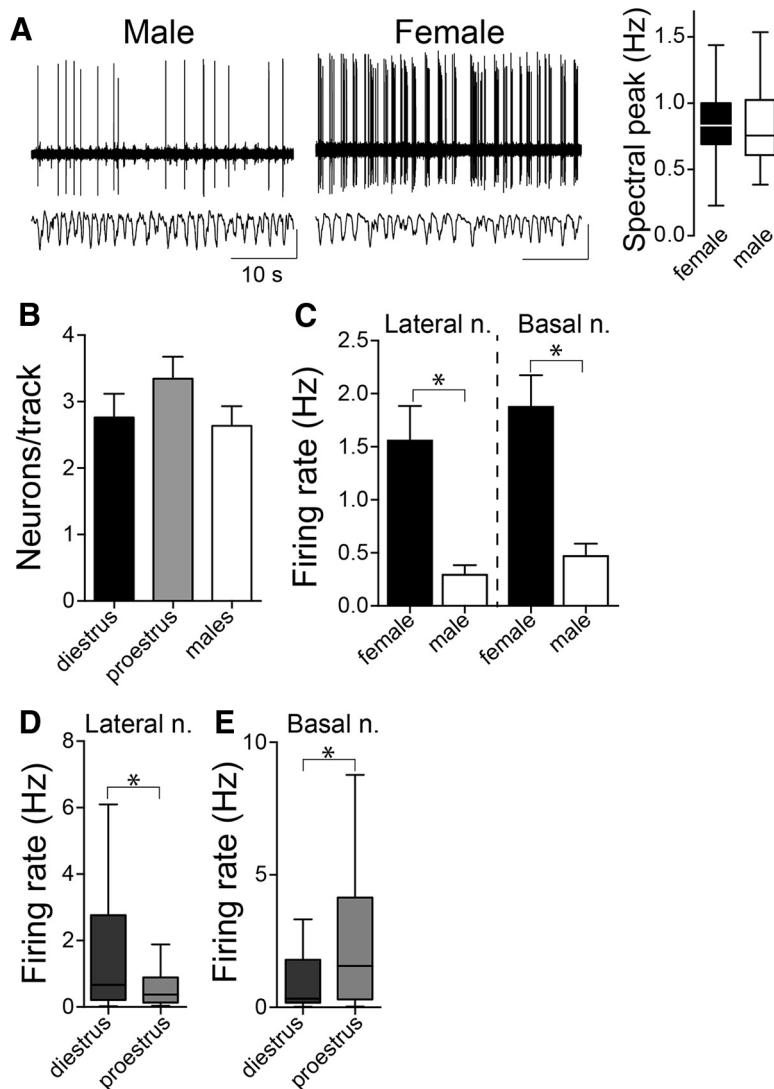 A
Male
Female
10 s
Spectral peak (Hz)
1.5
1.0
0.5
0.0
female
male
B
Neurons/track
4
3
2
1
0
diestrus
proestrus
males
C
Lateral n.
Basal n.
Firing rate (Hz)
2.5
2.0
1.5
1.0
0.5
0.0
*
*
female
male
female
male
D
Lateral n.
Firing rate (Hz)
8
6
4
2
0
*
diestrus
proestrus
E
Basal n.
Firing rate (Hz)
10
5
0
*
diestrus
proestrus